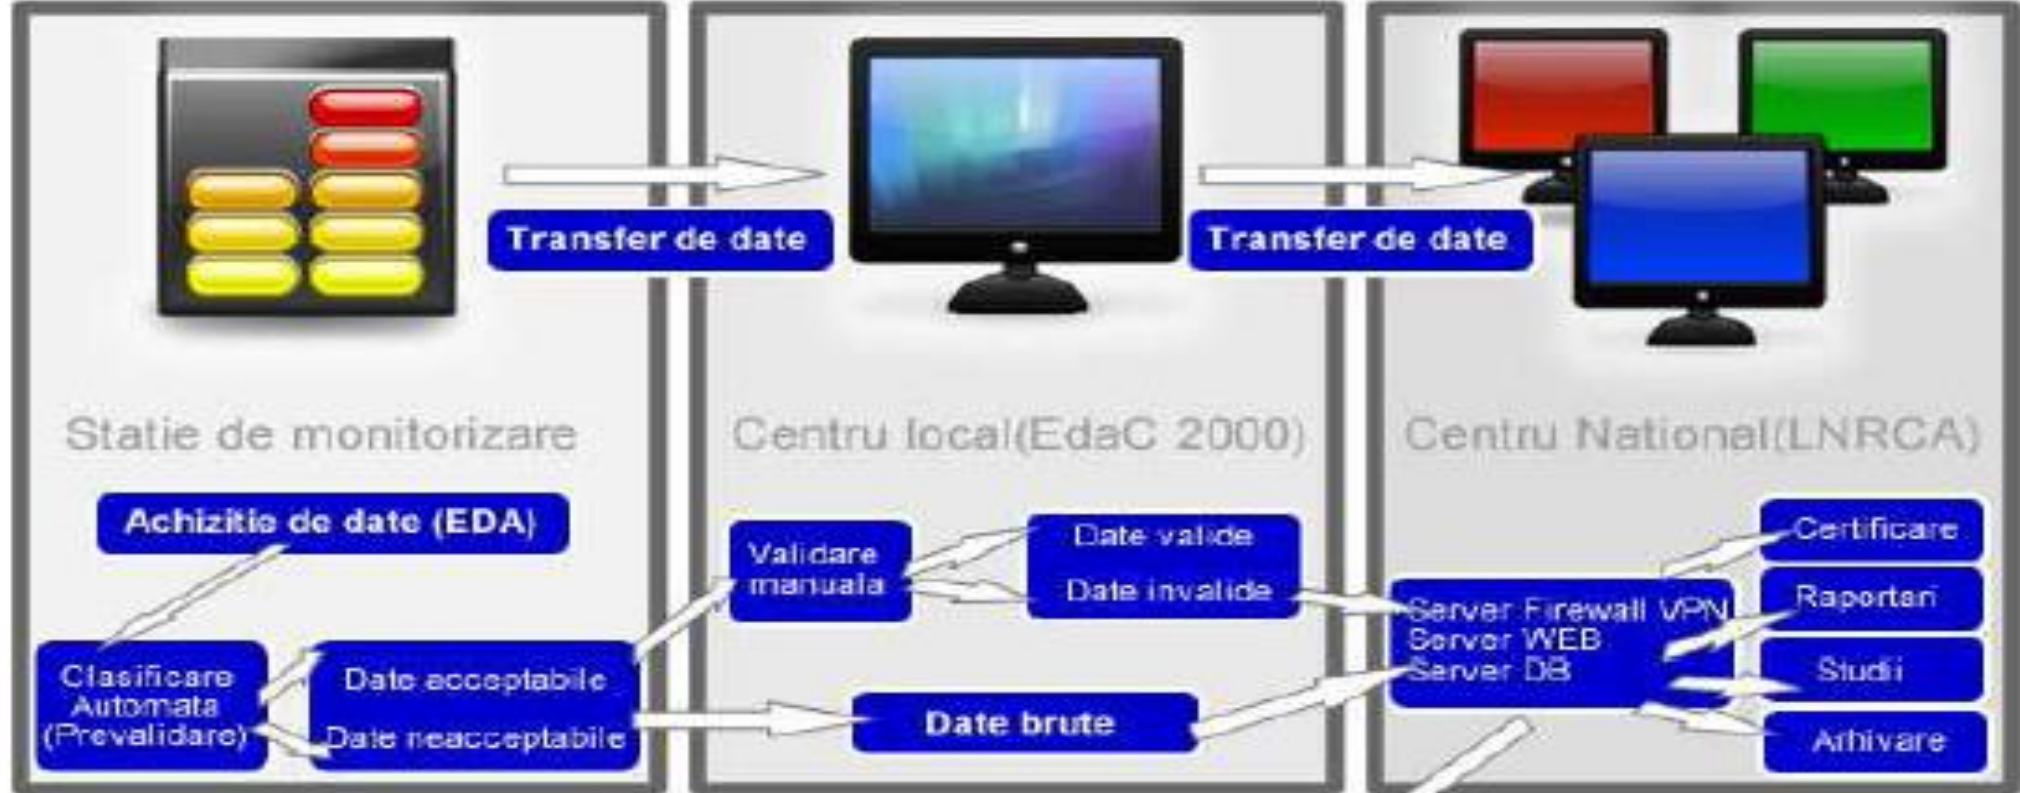 Transfer de date
Transfer de date
Statie de monitorizare
Centru local(EdaC 2000)
Centru National(LNRCA)
Achizitie de date (EDA)
Clasificare
Automata
(Prevalidare)
Date acceptabile
Date neacceptabile
Validare
manuala
Date valide
Date invalide
Date brute
Server Firewall VPN
Server WEB
Server DB
Certificare
Raportari
Studii
Arhivare